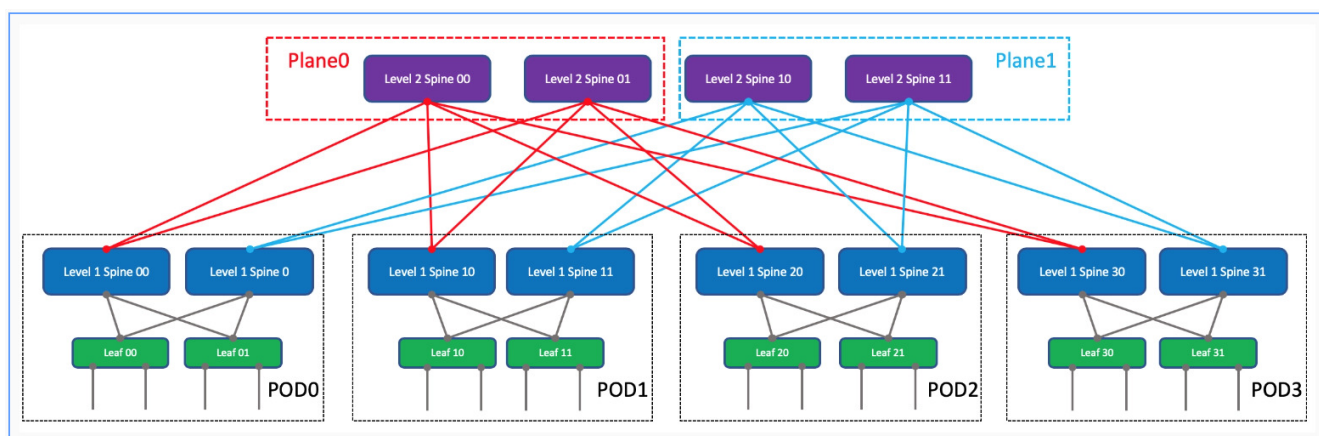 Plane0
Level 2 Spine 00
Level 2 Spine 01
Level 2 Spine 10
Level 2 Spine 11
Plane1
Level 1 Spine 00
Level 1 Spine 0
Level 1 Spine 10
Level 1 Spine 11
Level 1 Spine 20
Level 1 Spine 21
Level 1 Spine 30
Level 1 Spine 31
Leaf 00
Leaf 01
Leaf 10
Leaf 11
Leaf 20
Leaf 21
Leaf 30
Leaf 31
POD0
POD1
POD2
POD3